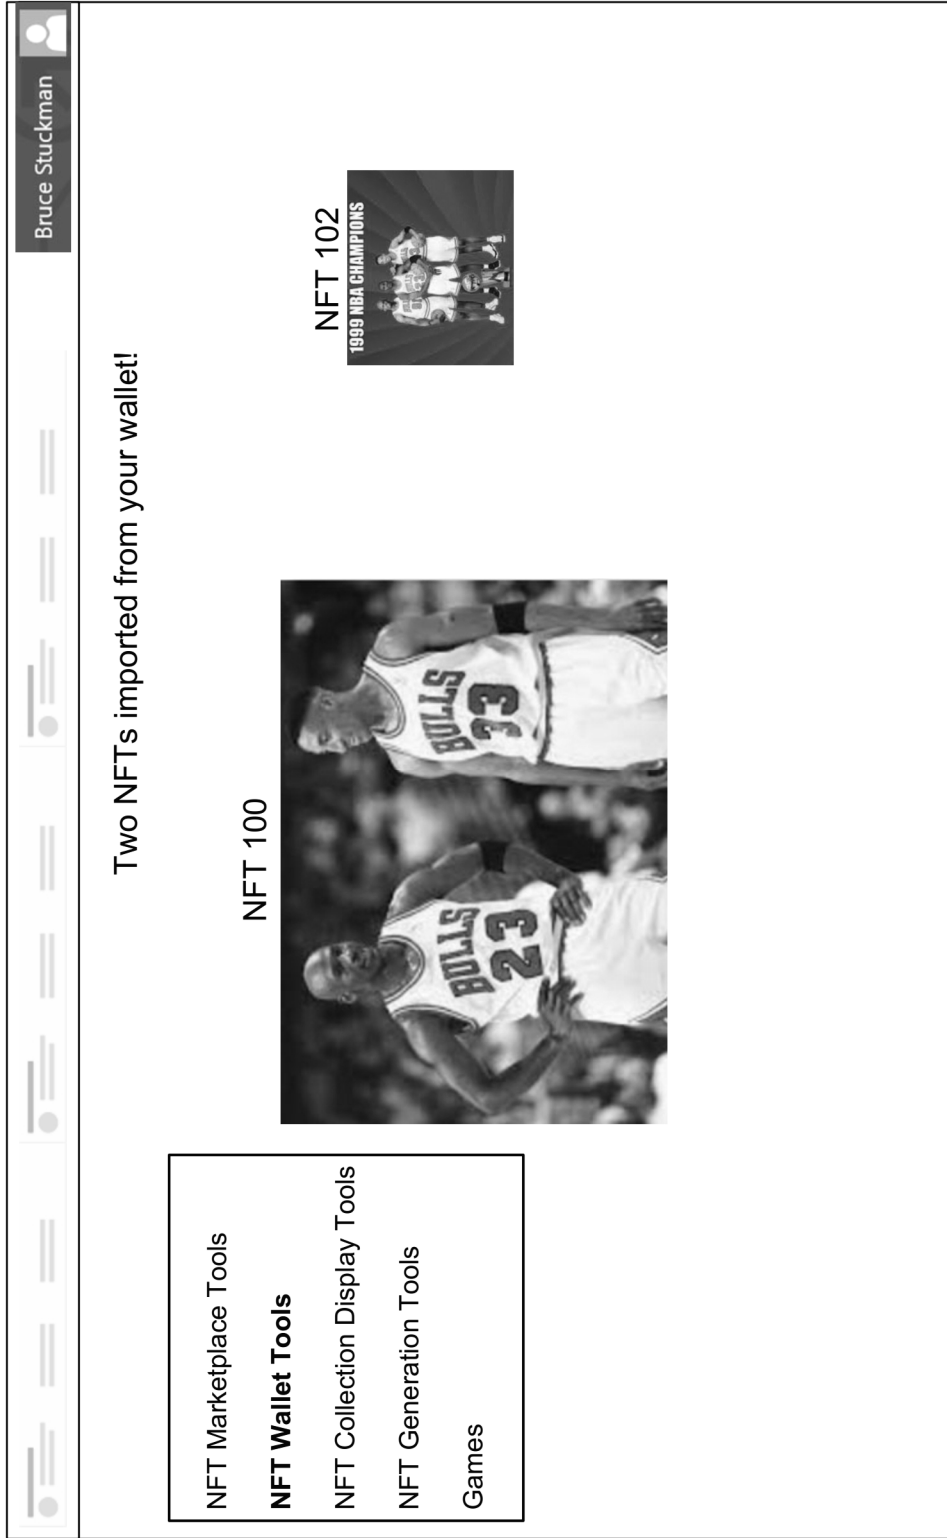 Bruce Stuckman
Two NFTs imported from your wallet!
NFT Marketplace Tools
NFT Wallet Tools
NFT Collection Display Tools
NFT Generation Tools
Games
NFT 100
BULLS
23
BULLS
33
NFT 102
1999 NBA CHAMPIONS